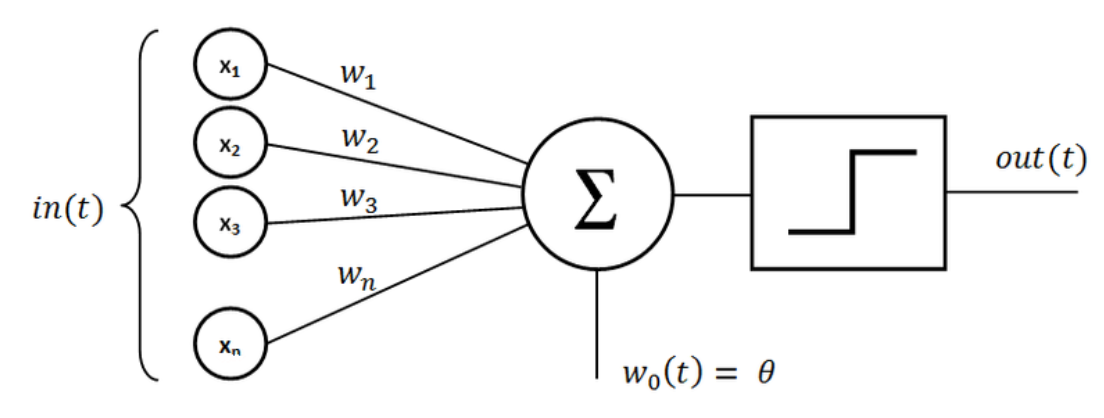 in(t)
x₁
x₂
x₃
xₙ
w₁
w₂
w₃
wₙ
Σ
w₀(t) = θ
out(t)